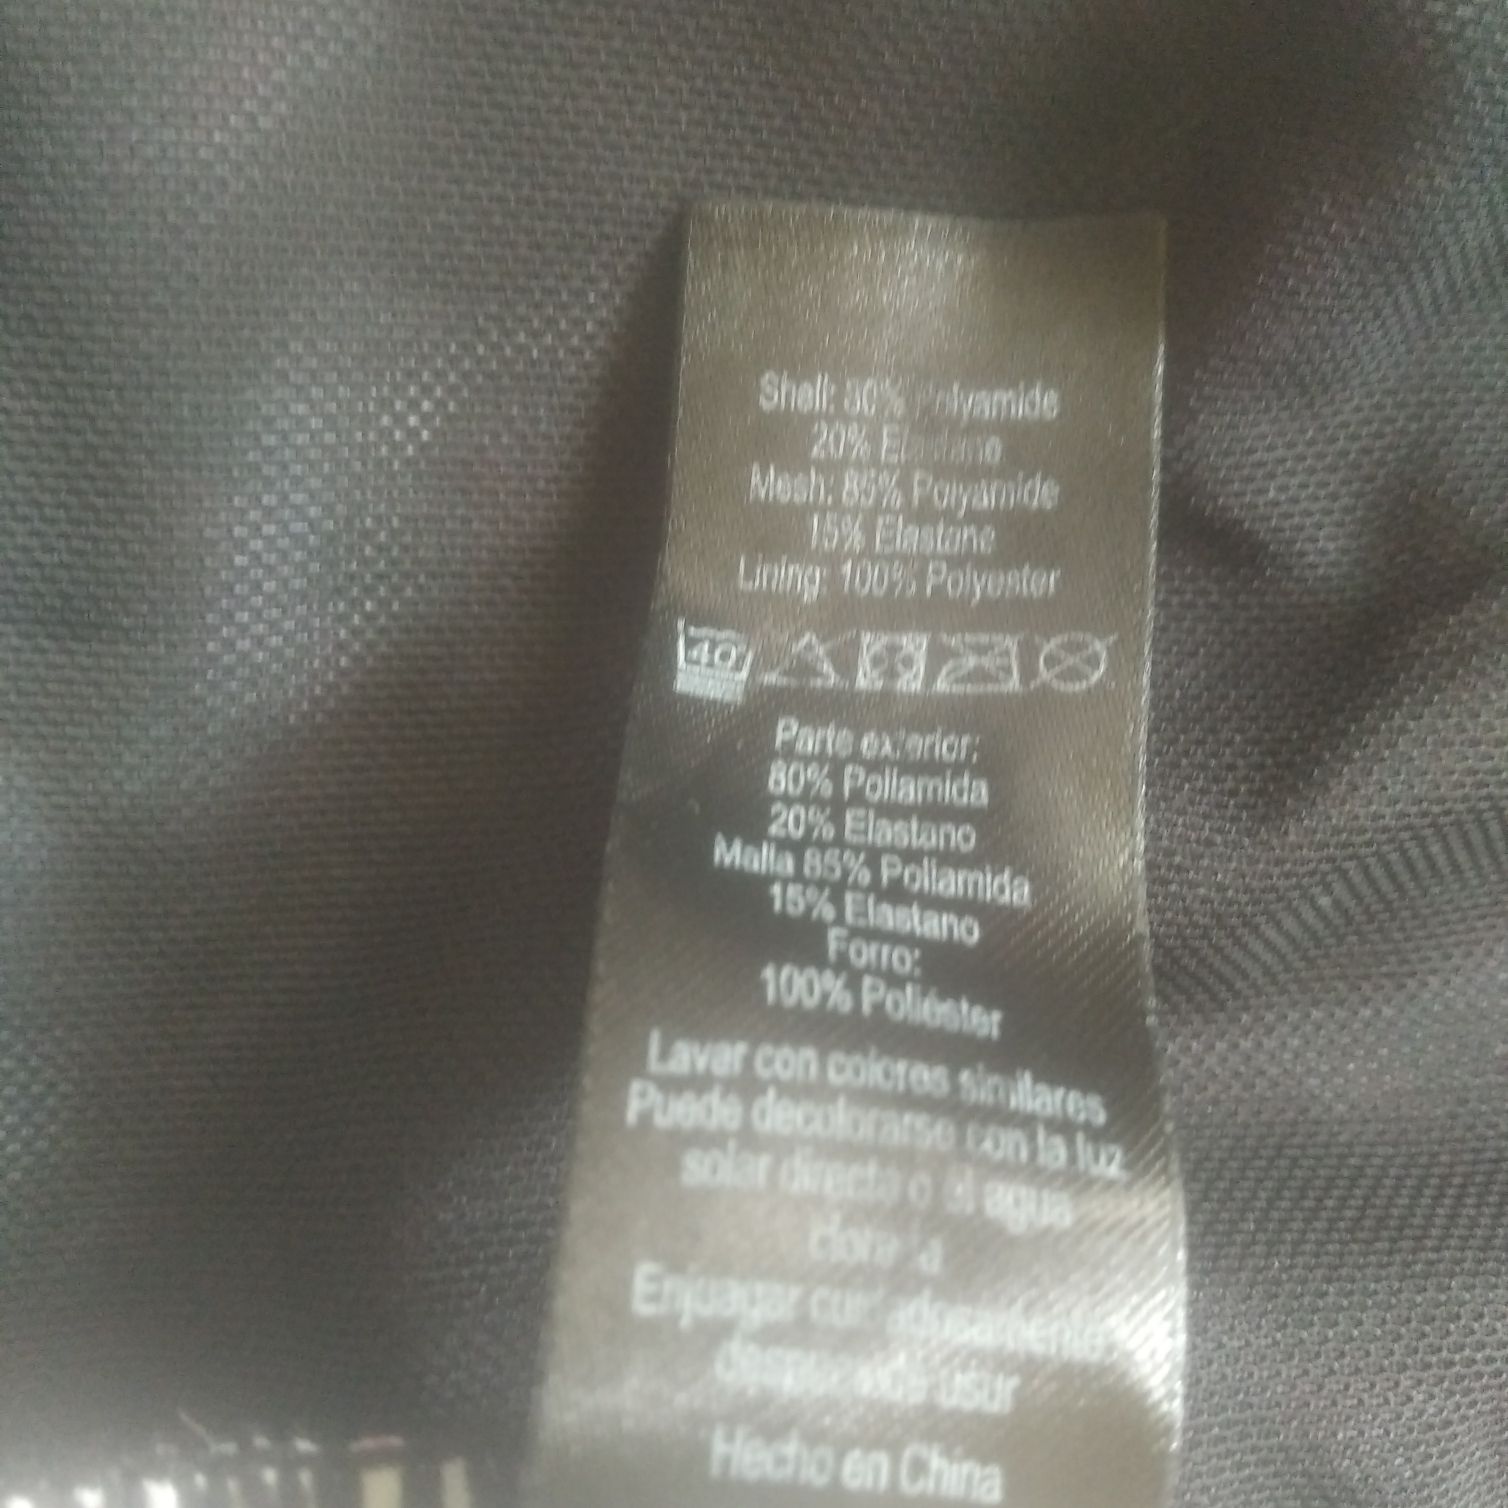 Shell: 80% Polyamide
20% Elastane
Mesh: 85% Polyamide
15% Elastane
Lining: 100% Polyester
40
Parte exterior:
80% Poliamida
20% Elastano
Malla 85% Poliamida
15% Elastano
Forro:
100% Poliéster
Lavar con colores similares
Puede decolorarse con la luz
solar directa o el agua
clorada
Enjuagar cuidadosamente
después de usar
Hecho en China